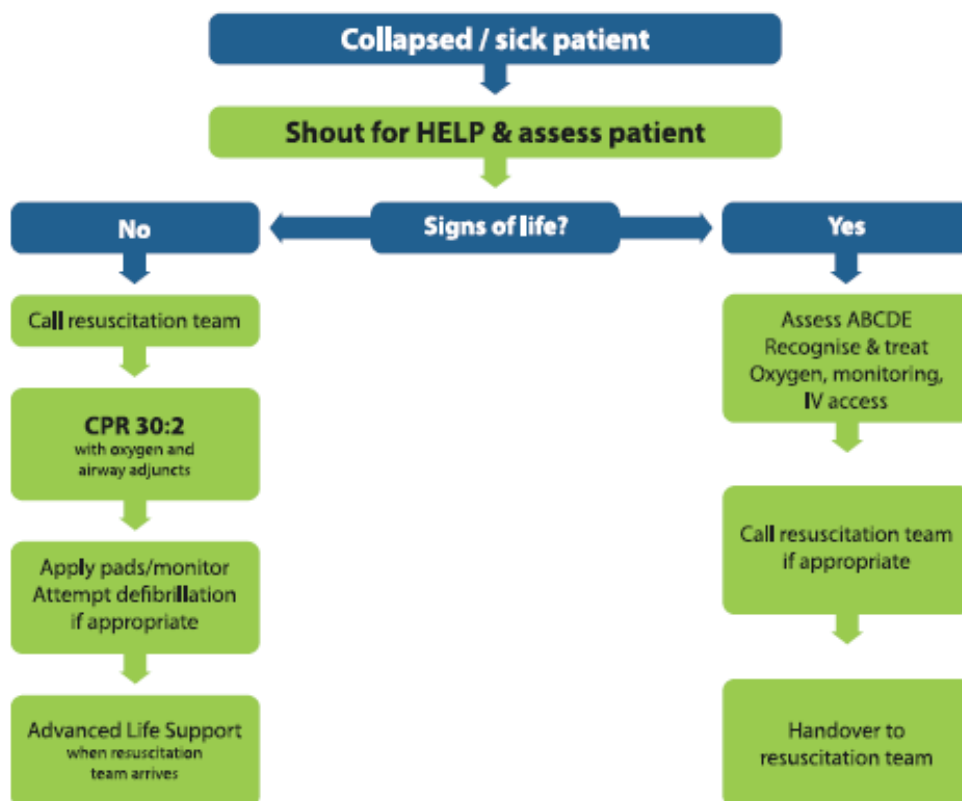 Collapsed / sick patient
Shout for HELP & assess patient
Signs of life?
No
Call resuscitation team
CPR 30:2
with oxygen and
airway adjuncts
Apply pads/monitor
Attempt defibrillation
if appropriate
Advanced Life Support
when resuscitation
team arrives
Yes
Assess ABCDE
Recognise & treat
Oxygen, monitoring,
IV access
Call resuscitation team
if appropriate
Handover to
resuscitation team